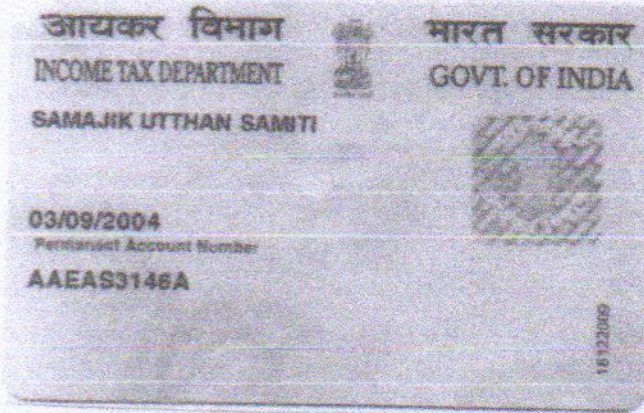 आयकर विभाग
भारत सरकार
INCOME TAX DEPARTMENT
GOVT. OF INDIA
SAMAJIK UTTHAN SAMITI
03/09/2004
Permanent Account Number
AAEAS3146A
18122009